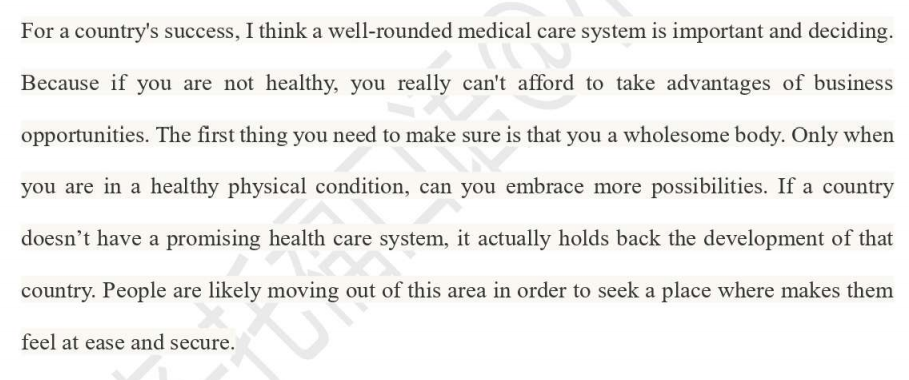 For a country's success, I think a well-rounded medical care system is important and deciding.
Because if you are not healthy, you really can't afford to take advantages of business
opportunities. The first thing you need to make sure is that you a wholesome body. Only when
you are in a healthy physical condition, can you embrace more possibilities. If a country
doesn’t have a promising health care system, it actually holds back the development of that
country. People are likely moving out of this area in order to seek a place where makes them
feel at ease and secure.